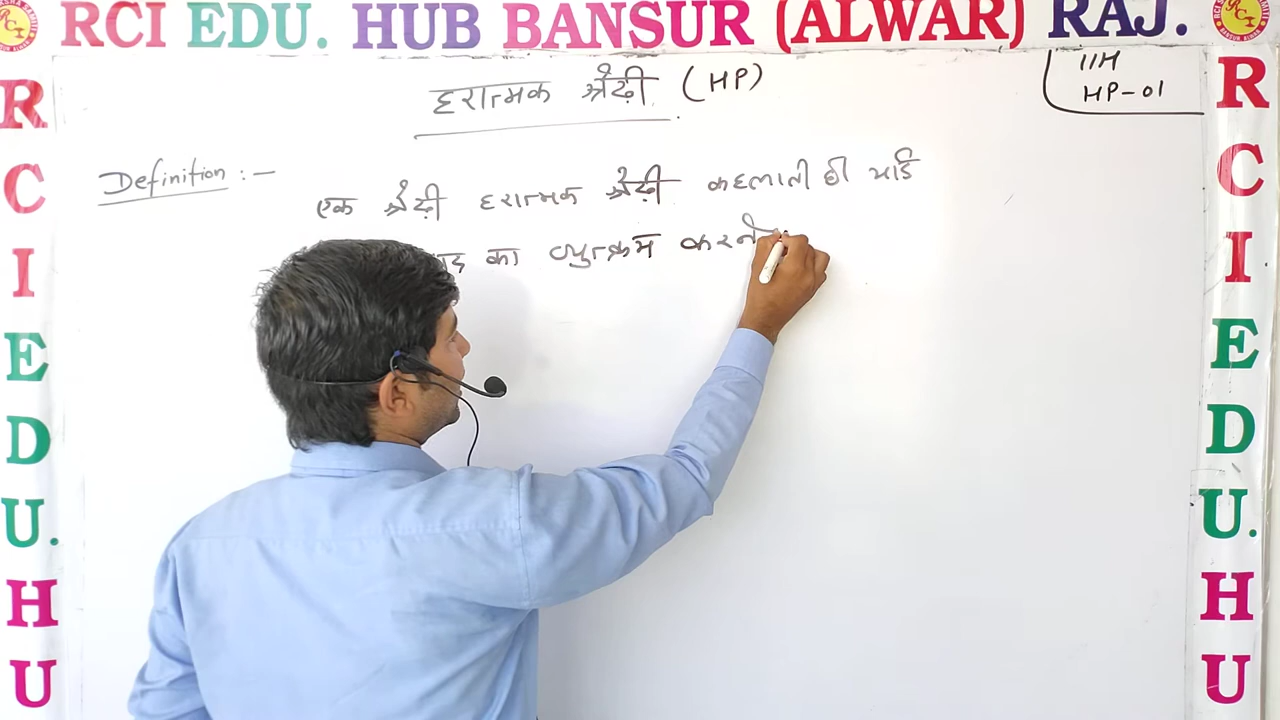 RCI EDU. HUB BANSUR (ALWAR) RAJ.
हरात्मक श्रेढ़ी (HP)
11H
HP-01
Definition :-
एक श्रेढ़ी हरात्मक श्रेढ़ी कहलाती है यदि
का व्युत्क्रम करने
R
C
I
E
D
U.
H
U
R
C
I
E
D
U.
H
U